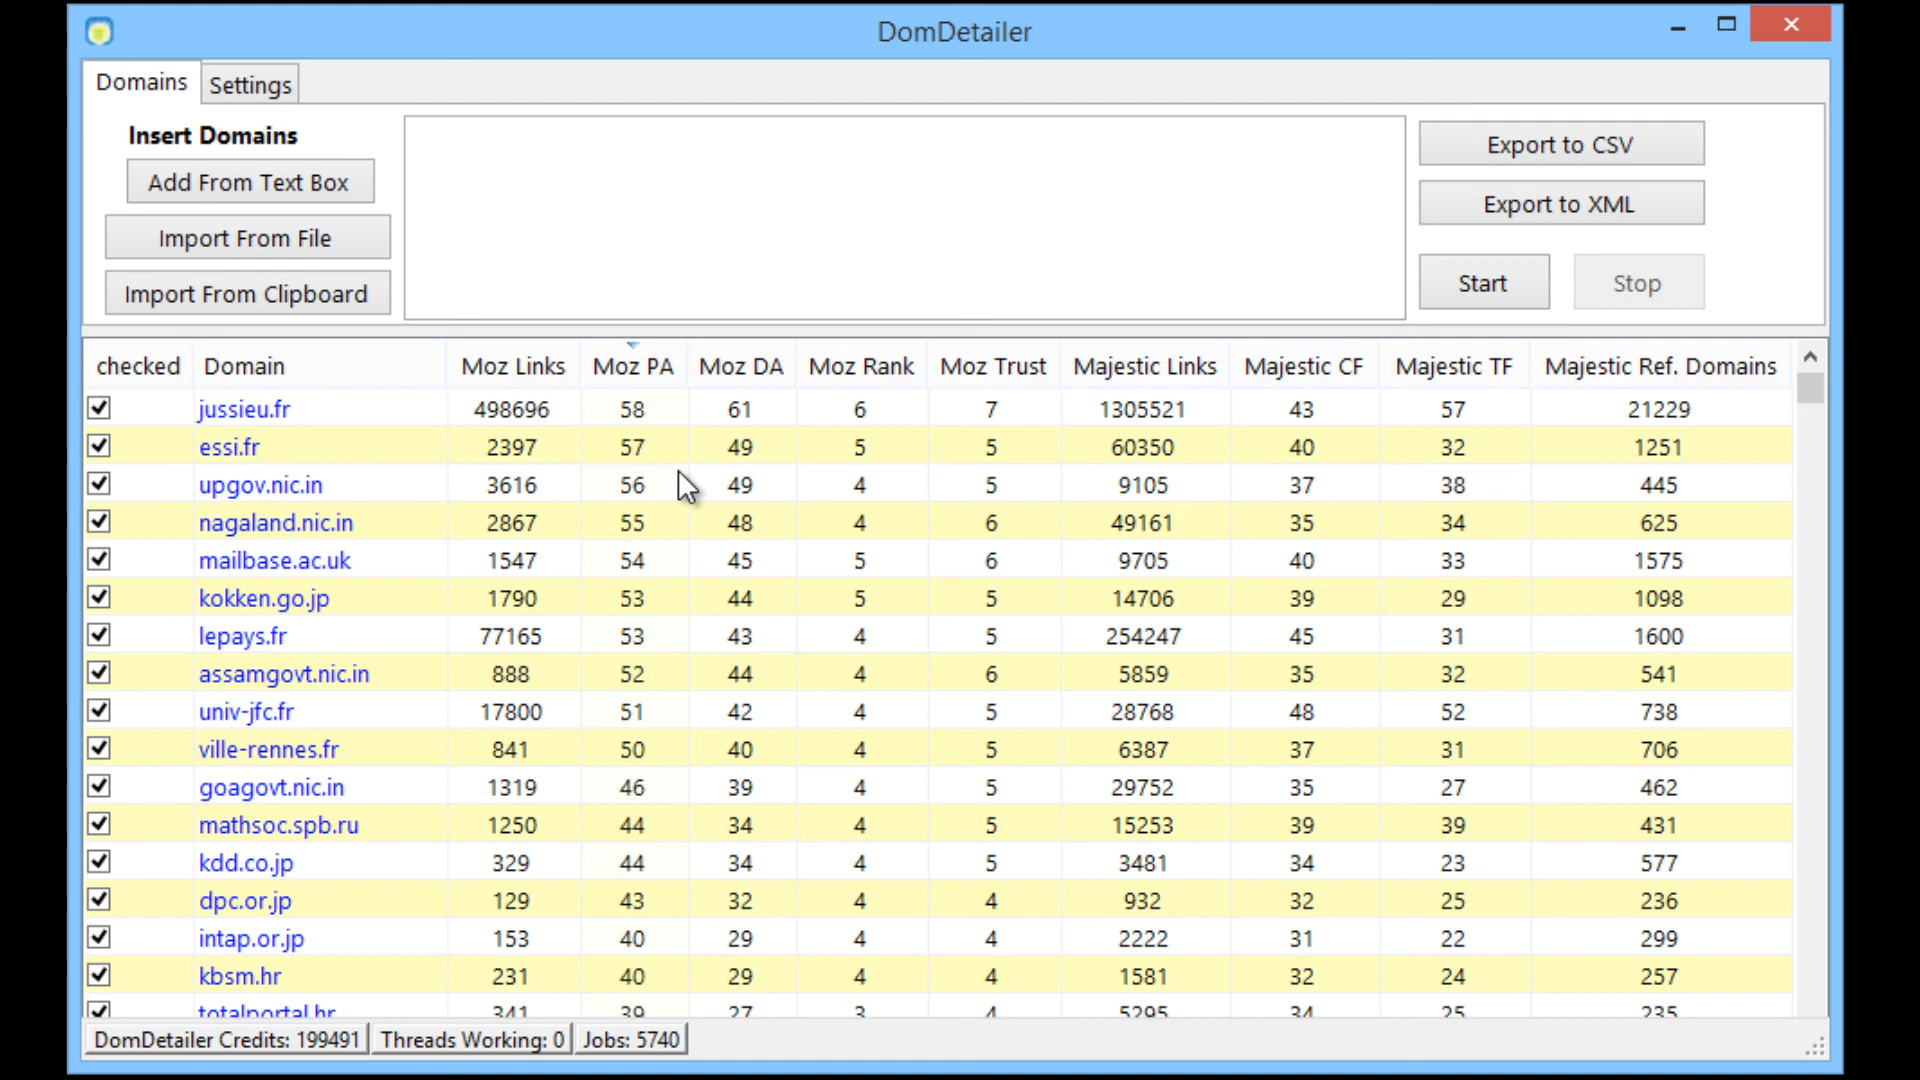 DomDetailer
Domains Settings
Insert Domains
Add From Text Box
Import From File
Import From Clipboard
Export to CSV
Export to XML
Start Stop
checked Domain Moz Links Moz PA Moz DA Moz Rank Moz Trust Majestic Links Majestic CF Majestic TF Majestic Ref. Domains
jussieu.fr 498696 58 61 6 7 1305521 43 57 21229
essi.fr 2397 57 49 5 5 60350 40 32 1251
upgov.nic.in 3616 56 49 4 5 9105 37 38 445
nagaland.nic.in 2867 55 48 4 6 49161 35 34 625
mailbase.ac.uk 1547 54 45 5 6 9705 40 33 1575
kokken.go.jp 1790 53 44 5 5 14706 39 29 1098
lepays.fr 77165 53 43 4 5 254247 45 31 1600
assamgovt.nic.in 888 52 44 4 6 5859 35 32 541
univ-jfc.fr 17800 51 42 4 5 28768 48 52 738
ville-rennes.fr 841 50 40 4 5 6387 37 31 706
goagovt.nic.in 1319 46 39 4 5 29752 35 27 462
mathsoc.spb.ru 1250 44 34 4 5 15253 39 39 431
kdd.co.jp 329 44 34 4 5 3481 34 23 577
dpc.or.jp 129 43 32 4 4 932 32 25 236
intap.or.jp 153 40 29 4 4 2222 31 22 299
kbsm.hr 231 40 29 4 4 1581 32 24 257
totalportal.hr 341 39 27 3 4 5295 34 25 235
DomDetailer Credits: 199491 Threads Working: 0 Jobs: 5740